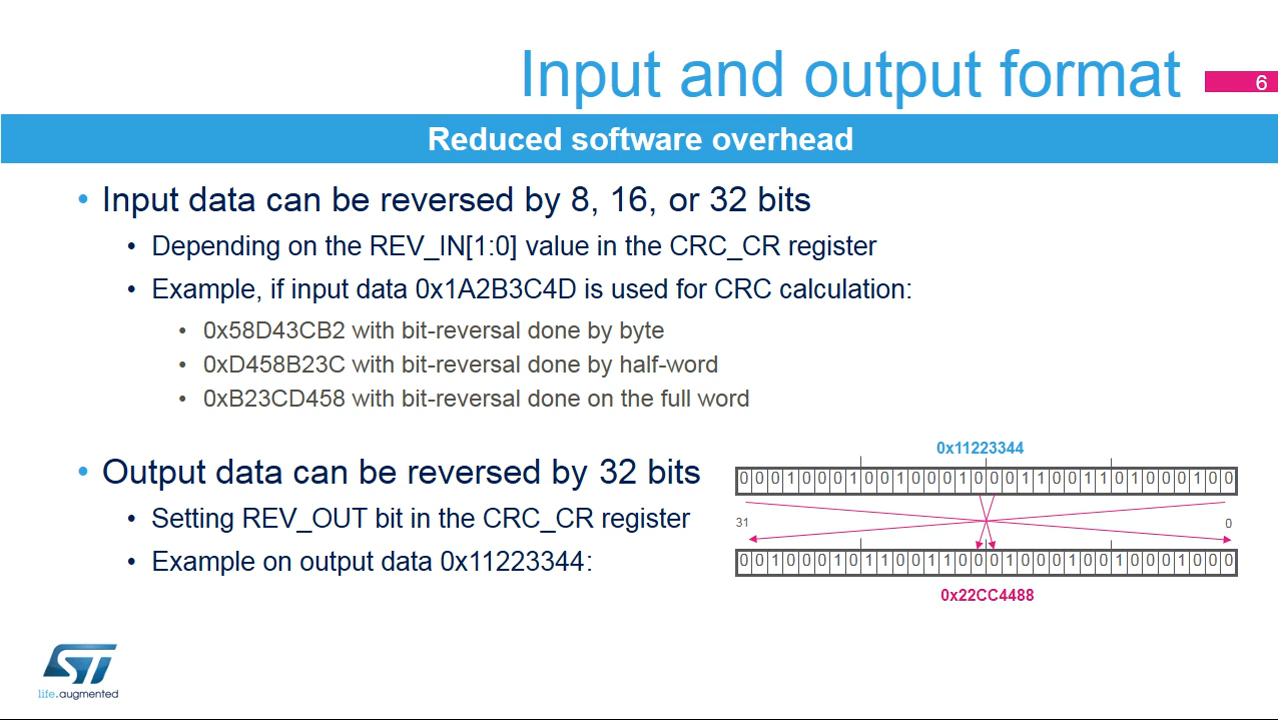 Input and output format
6
Reduced software overhead
• Input data can be reversed by 8, 16, or 32 bits
• Depending on the REV_IN[1:0] value in the CRC_CR register
• Example, if input data 0x1A2B3C4D is used for CRC calculation:
• 0x58D43CB2 with bit-reversal done by byte
• 0xD458B23C with bit-reversal done by half-word
• 0xB23CD458 with bit-reversal done on the full word
• Output data can be reversed by 32 bits
• Setting REV_OUT bit in the CRC_CR register
• Example on output data 0x11223344:
0x11223344
0 0 0 1 0 0 0 1 0 0 1 0 0 0 1 0 0 0 1 1 0 0 1 1 0 1 0 0 0 1 0 0
31 0
0 0 1 0 0 0 1 0 1 1 0 0 1 1 0 0 0 1 0 0 0 1 0 0 1 0 0 0 1 0 0 0
0x22CC4488
ST
life.augmented